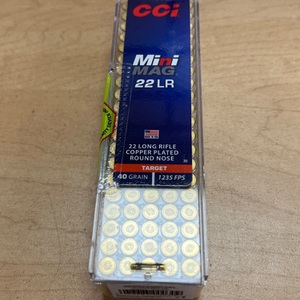 CCI
Mini
MAG.
22 LR
22 LONG RIFLE
COPPER PLATED
ROUND NOSE
TARGET
40 GRAIN
1235 FPS